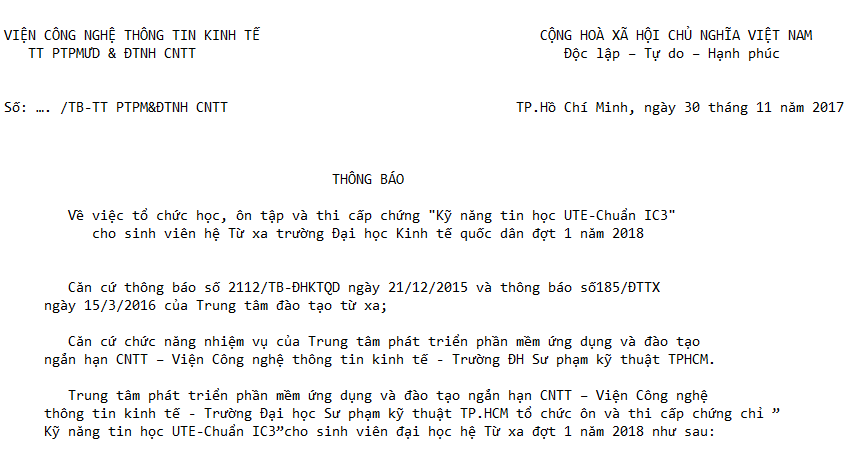 VIỆN CÔNG NGHỆ THÔNG TIN KINH TẾ CỘNG HOÀ XÃ HỘI CHỦ NGHĨA VIỆT NAM
TT PTPMƯD & ĐTNH CNTT Độc lập – Tự do – Hạnh phúc
Số: …. /TB-TT PTPM&ĐTNH CNTT TP.Hồ Chí Minh, ngày 30 tháng 11 năm 2017
THÔNG BÁO
Về việc tổ chức học, ôn tập và thi cấp chứng "Kỹ năng tin học UTE-Chuẩn IC3"
cho sinh viên hệ Từ xa trường Đại học Kinh tế quốc dân đợt 1 năm 2018
Căn cứ thông báo số 2112/TB-ĐHKTQD ngày 21/12/2015 và thông báo số185/ĐTTX
ngày 15/3/2016 của Trung tâm đào tạo từ xa;
Căn cứ chức năng nhiệm vụ của Trung tâm phát triển phần mềm ứng dụng và đào tạo
ngắn hạn CNTT – Viện Công nghệ thông tin kinh tế - Trường ĐH Sư phạm kỹ thuật TPHCM.
Trung tâm phát triển phần mềm ứng dụng và đào tạo ngắn hạn CNTT – Viện Công nghệ
thông tin kinh tế - Trường Đại học Sư phạm kỹ thuật TP.HCM tổ chức ôn và thi cấp chứng chỉ ”
Kỹ năng tin học UTE-Chuẩn IC3”cho sinh viên đại học hệ Từ xa đợt 1 năm 2018 như sau: